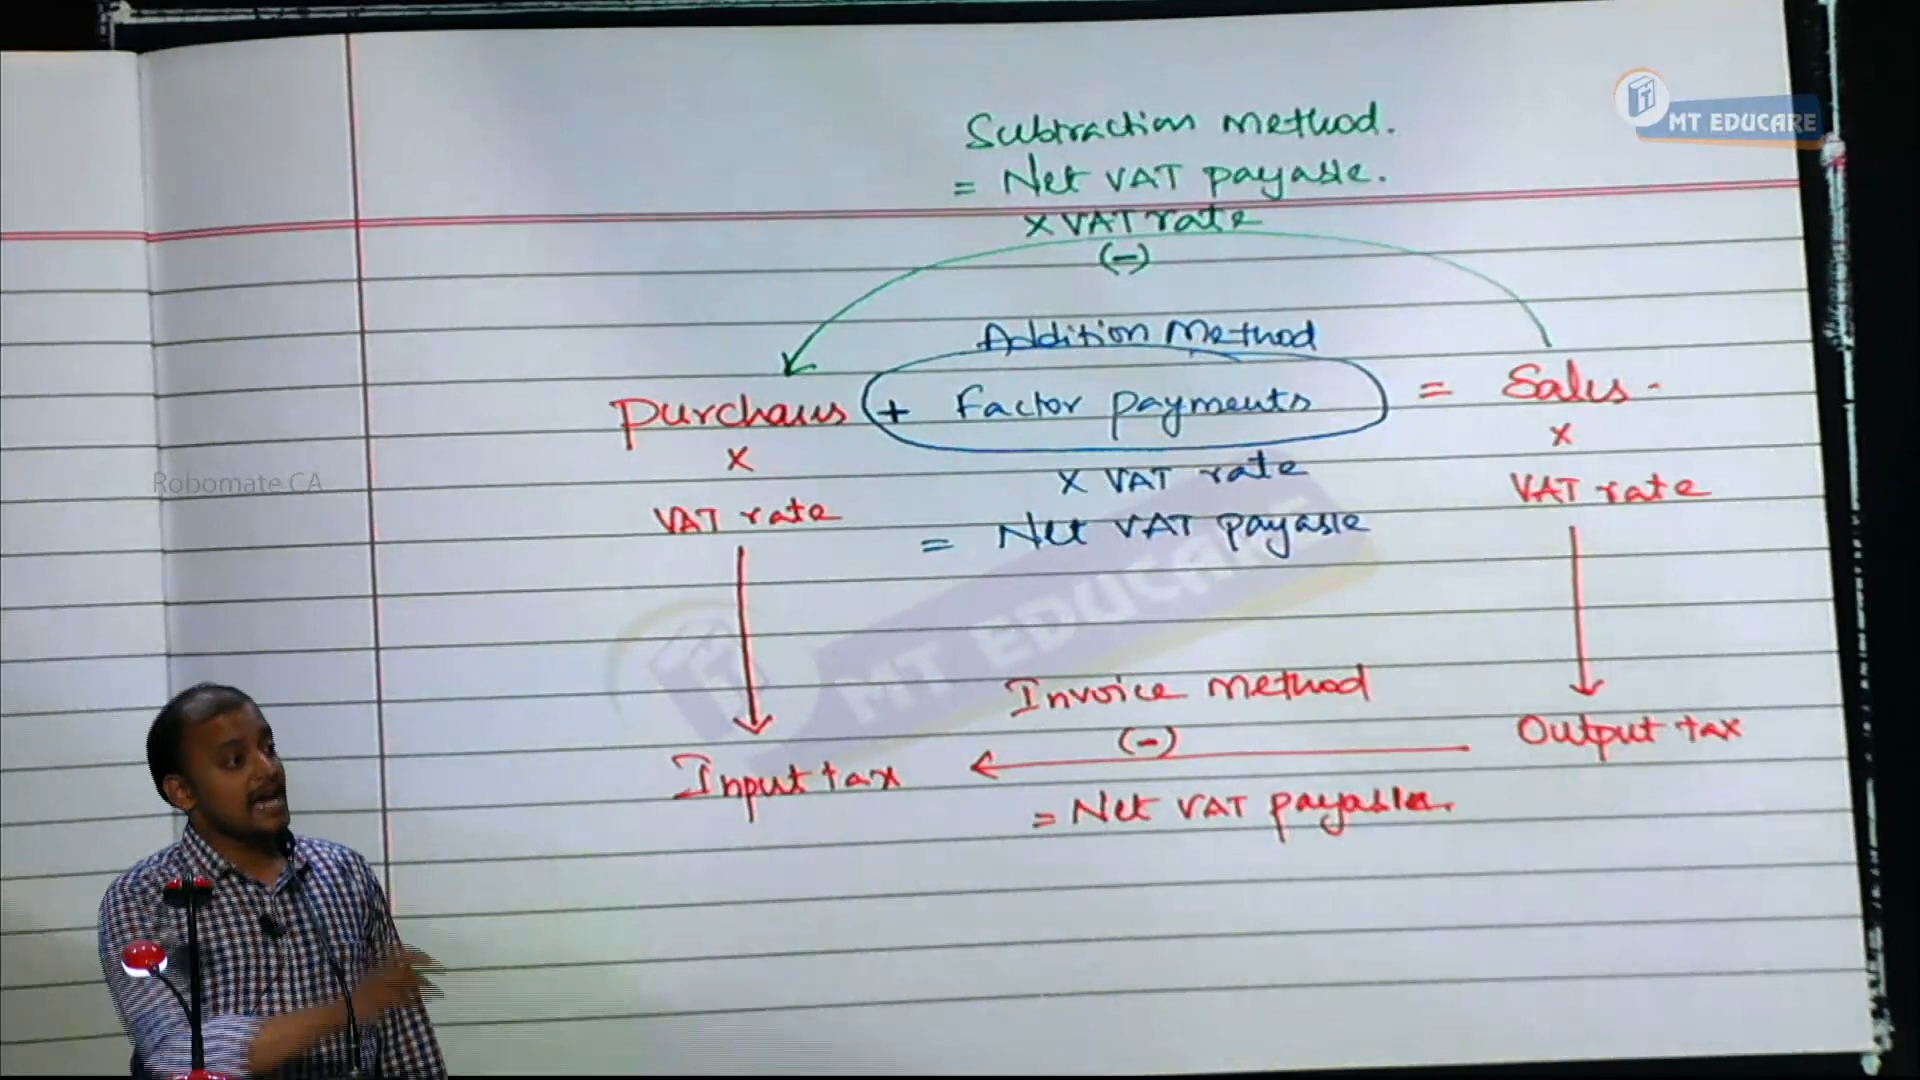 MT EDUCARE
Subtraction Method.
= Net VAT payable.
x VAT rate
(-)
Addition Method
Purchases + Factor payments = Sales.
x
x
VAT rate
x VAT rate
VAT rate
= Net VAT payable
Robomate CA
MT EDUCARE
Invoice Method
(-)
Input tax
Output tax
= Net VAT payable.